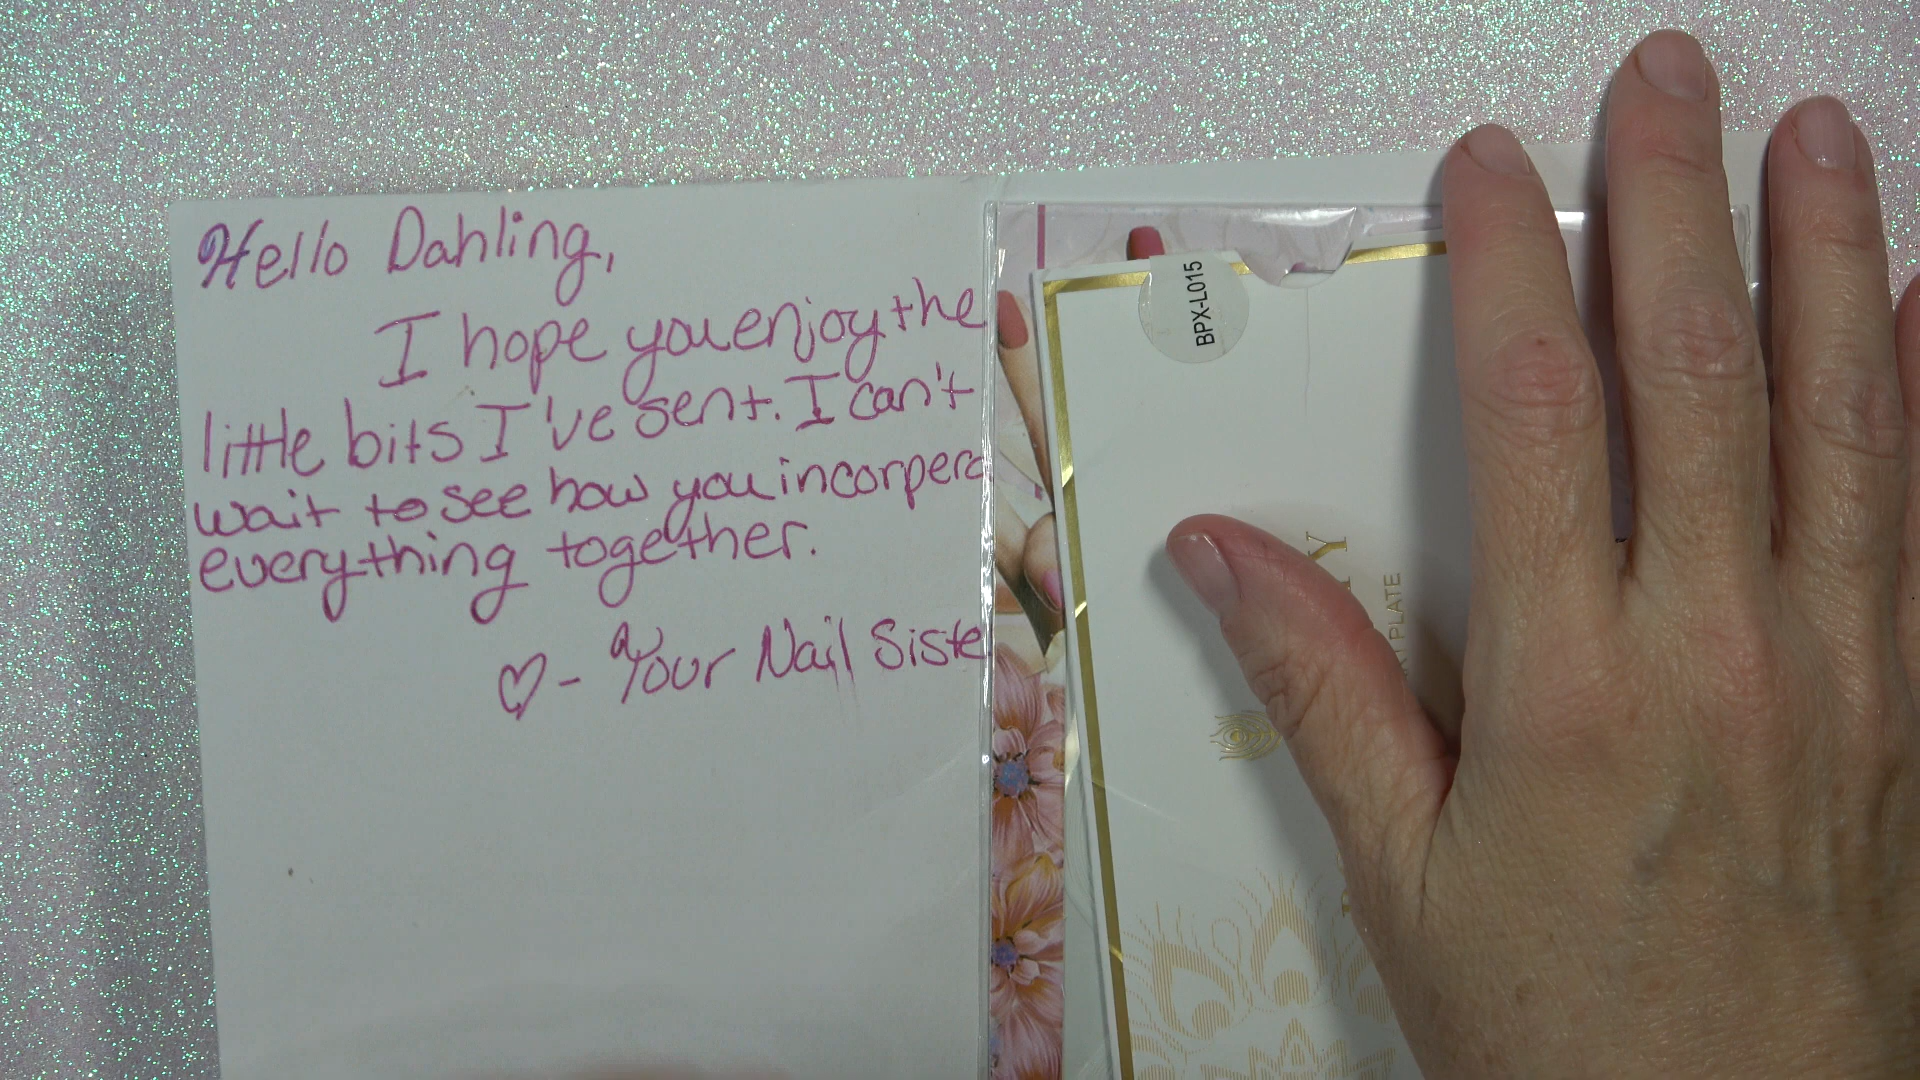 Hello Dahling,
I hope you enjoy the
little bits I've sent. I can't
wait to see how you incorpera
everything together.
♡- Your Nail Siste
BPX-L015
PLATE